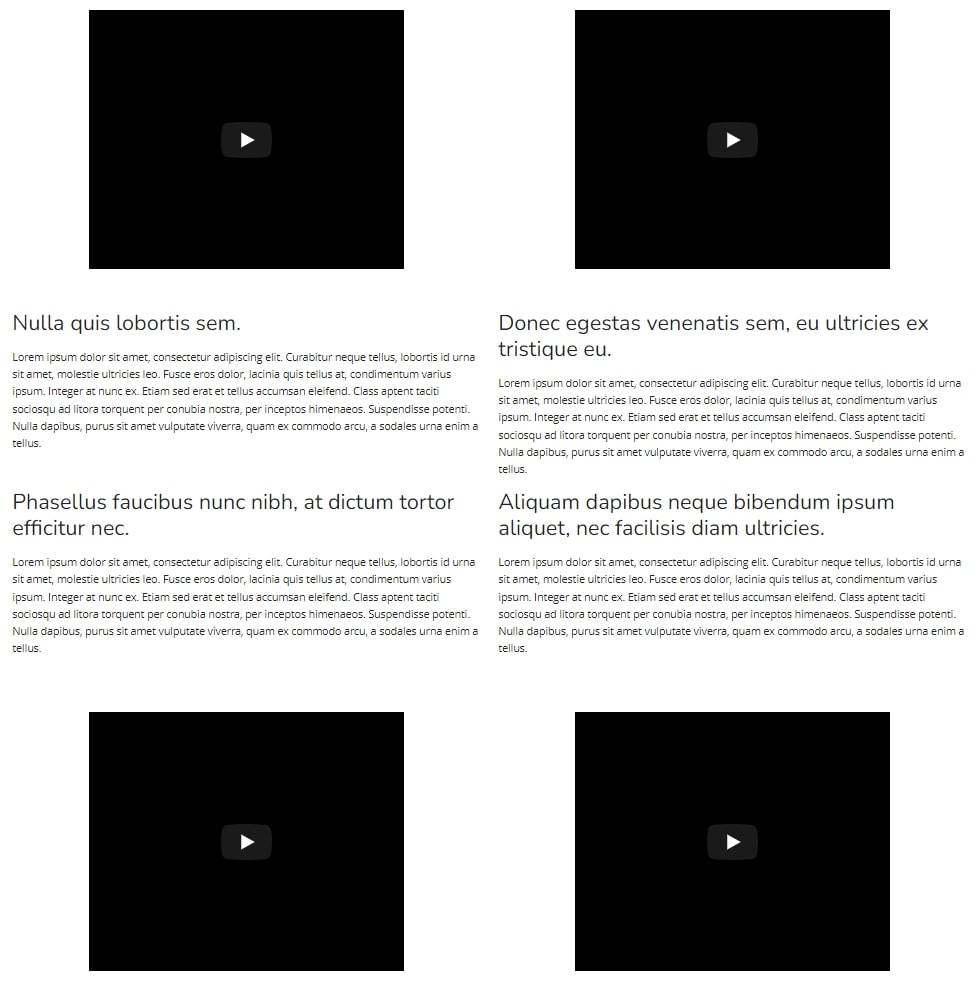 Nulla quis lobortis sem.
Lorem ipsum dolor sit amet, consectetur adipiscing elit. Curabitur neque tellus, lobortis id urna
sit amet, molestie ultricies leo. Fusce eros dolor, lacinia quis tellus at, condimentum varius
ipsum. Integer at nunc ex. Etiam sed erat et tellus accumsan eleifend. Class aptent taciti
sociosqu ad litora torquent per conubia nostra, per inceptos himenaeos. Suspendisse potenti.
Nulla dapibus, purus sit amet vulputate viverra, quam ex commodo arcu, a sodales urna enim a
tellus.
Donec egestas venenatis sem, eu ultricies ex
tristique eu.
Lorem ipsum dolor sit amet, consectetur adipiscing elit. Curabitur neque tellus, lobortis id urna
sit amet, molestie ultricies leo. Fusce eros dolor, lacinia quis tellus at, condimentum varius
ipsum. Integer at nunc ex. Etiam sed erat et tellus accumsan eleifend. Class aptent taciti
sociosqu ad litora torquent per conubia nostra, per inceptos himenaeos. Suspendisse potenti.
Nulla dapibus, purus sit amet vulputate viverra, quam ex commodo arcu, a sodales urna enim a
tellus.
Phasellus faucibus nunc nibh, at dictum tortor
efficitur nec.
Lorem ipsum dolor sit amet, consectetur adipiscing elit. Curabitur neque tellus, lobortis id urna
sit amet, molestie ultricies leo. Fusce eros dolor, lacinia quis tellus at, condimentum varius
ipsum. Integer at nunc ex. Etiam sed erat et tellus accumsan eleifend. Class aptent taciti
sociosqu ad litora torquent per conubia nostra, per inceptos himenaeos. Suspendisse potenti.
Nulla dapibus, purus sit amet vulputate viverra, quam ex commodo arcu, a sodales urna enim a
tellus.
Aliquam dapibus neque bibendum ipsum
aliquet, nec facilisis diam ultricies.
Lorem ipsum dolor sit amet, consectetur adipiscing elit. Curabitur neque tellus, lobortis id urna
sit amet, molestie ultricies leo. Fusce eros dolor, lacinia quis tellus at, condimentum varius
ipsum. Integer at nunc ex. Etiam sed erat et tellus accumsan eleifend. Class aptent taciti
sociosqu ad litora torquent per conubia nostra, per inceptos himenaeos. Suspendisse potenti.
Nulla dapibus, purus sit amet vulputate viverra, quam ex commodo arcu, a sodales urna enim a
tellus.